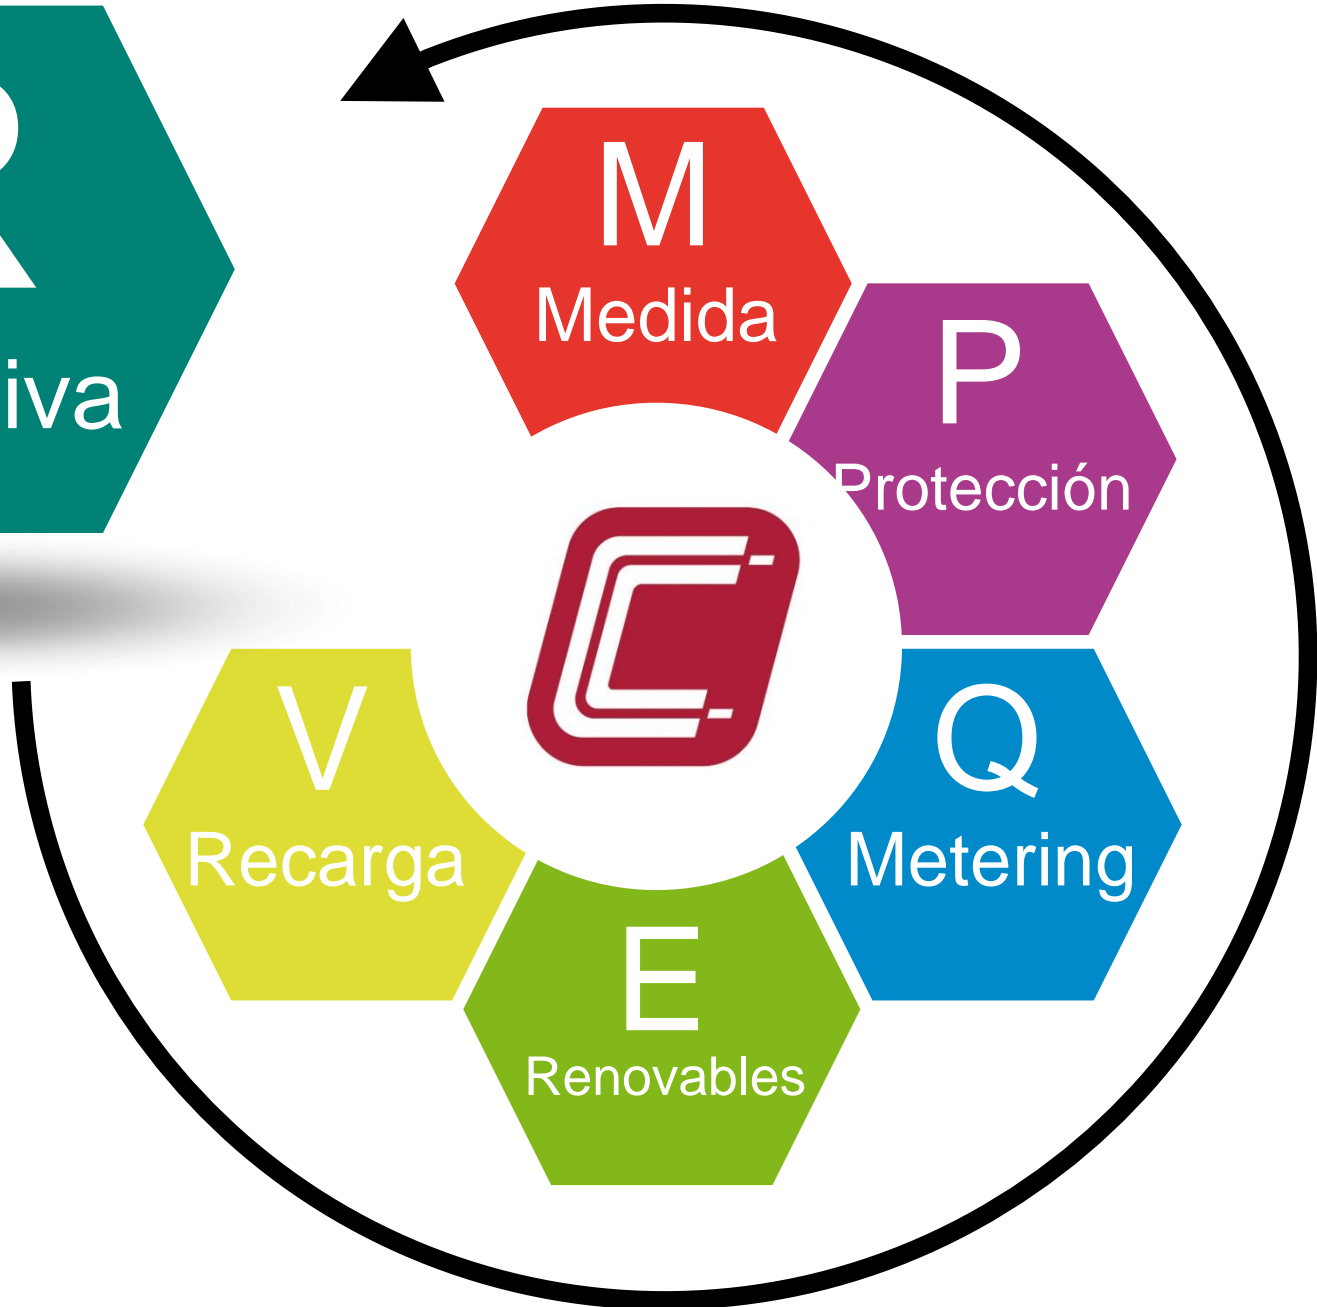 R
iva
M
Medida
P
Protección
Q
Metering
E
Renovables
V
Recarga